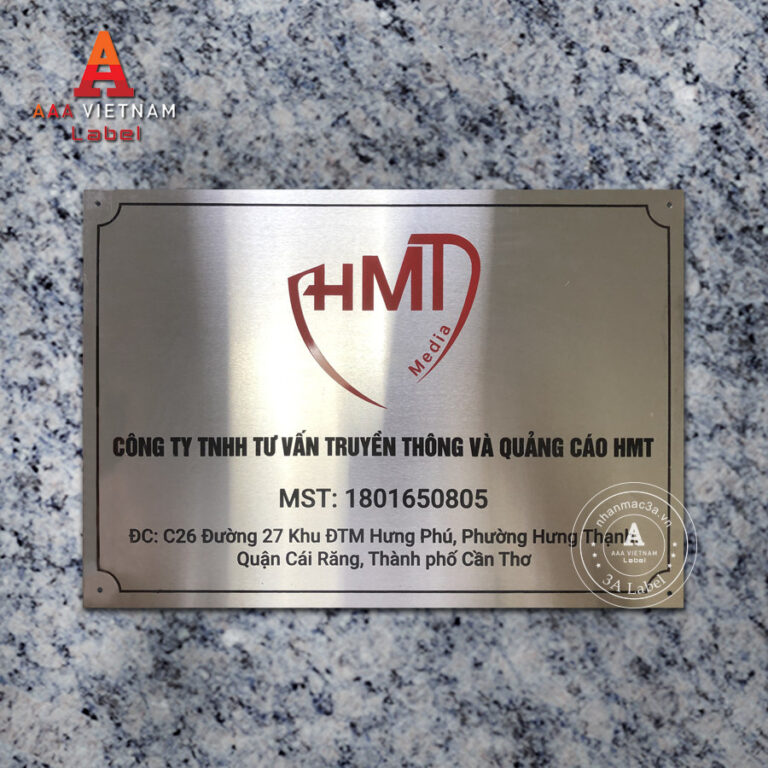 AAA VIETNAM
Label
HMT
Media
CÔNG TY TNHH TƯ VẤN TRUYỀN THÔNG VÀ QUẢNG CÁO HMT
MST: 1801650805
ĐC: C26 Đường 27 Khu ĐTM Hưng Phú, Phường Hưng Thạnh,
Quận Cái Răng, Thành phố Cần Thơ
nhanmac3a.vn
AAA VIETNAM
Label
3A Label